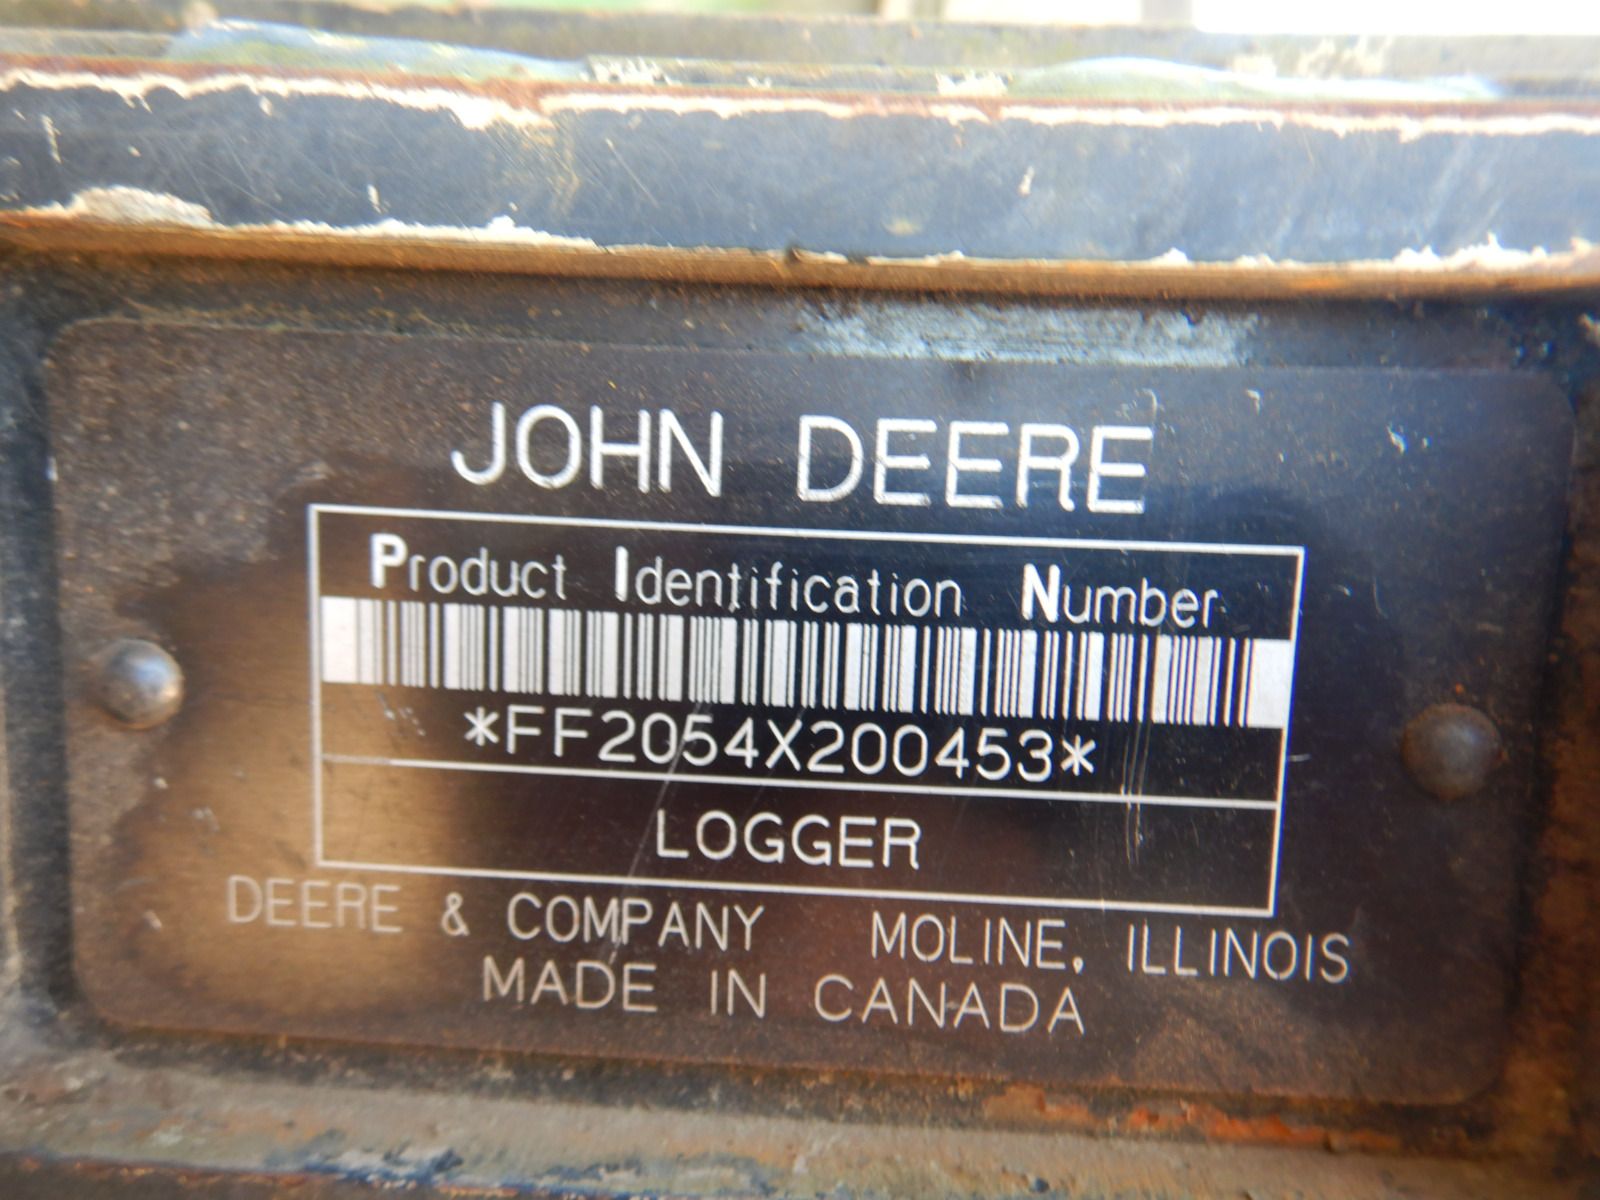 JOHN DEERE
Product Identification Number
*FF2054X200453*
LOGGER
DEERE & COMPANY MOLINE, ILLINOIS
MADE IN CANADA